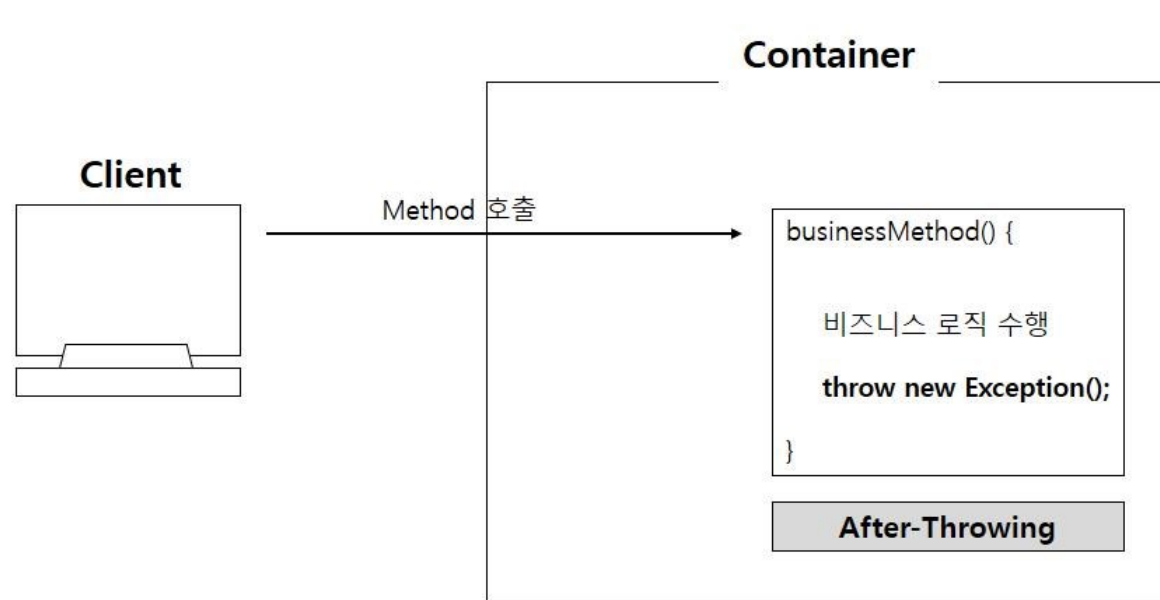 Container
Client
Method 호출
businessMethod() {
비즈니스 로직 수행
throw new Exception();
}
After-Throwing